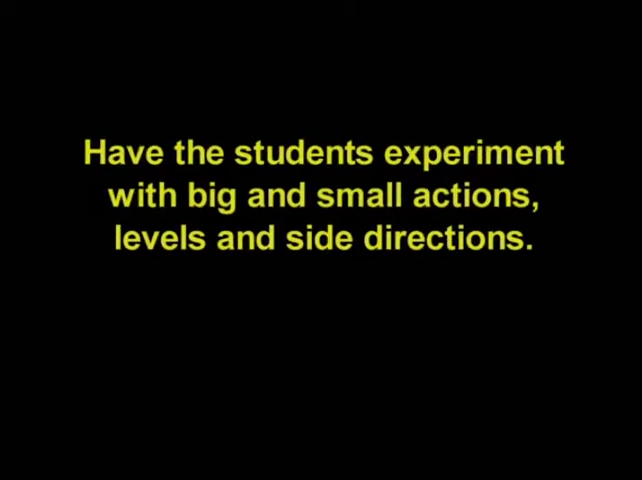 Have the students experiment
with big and small actions,
levels and side directions.